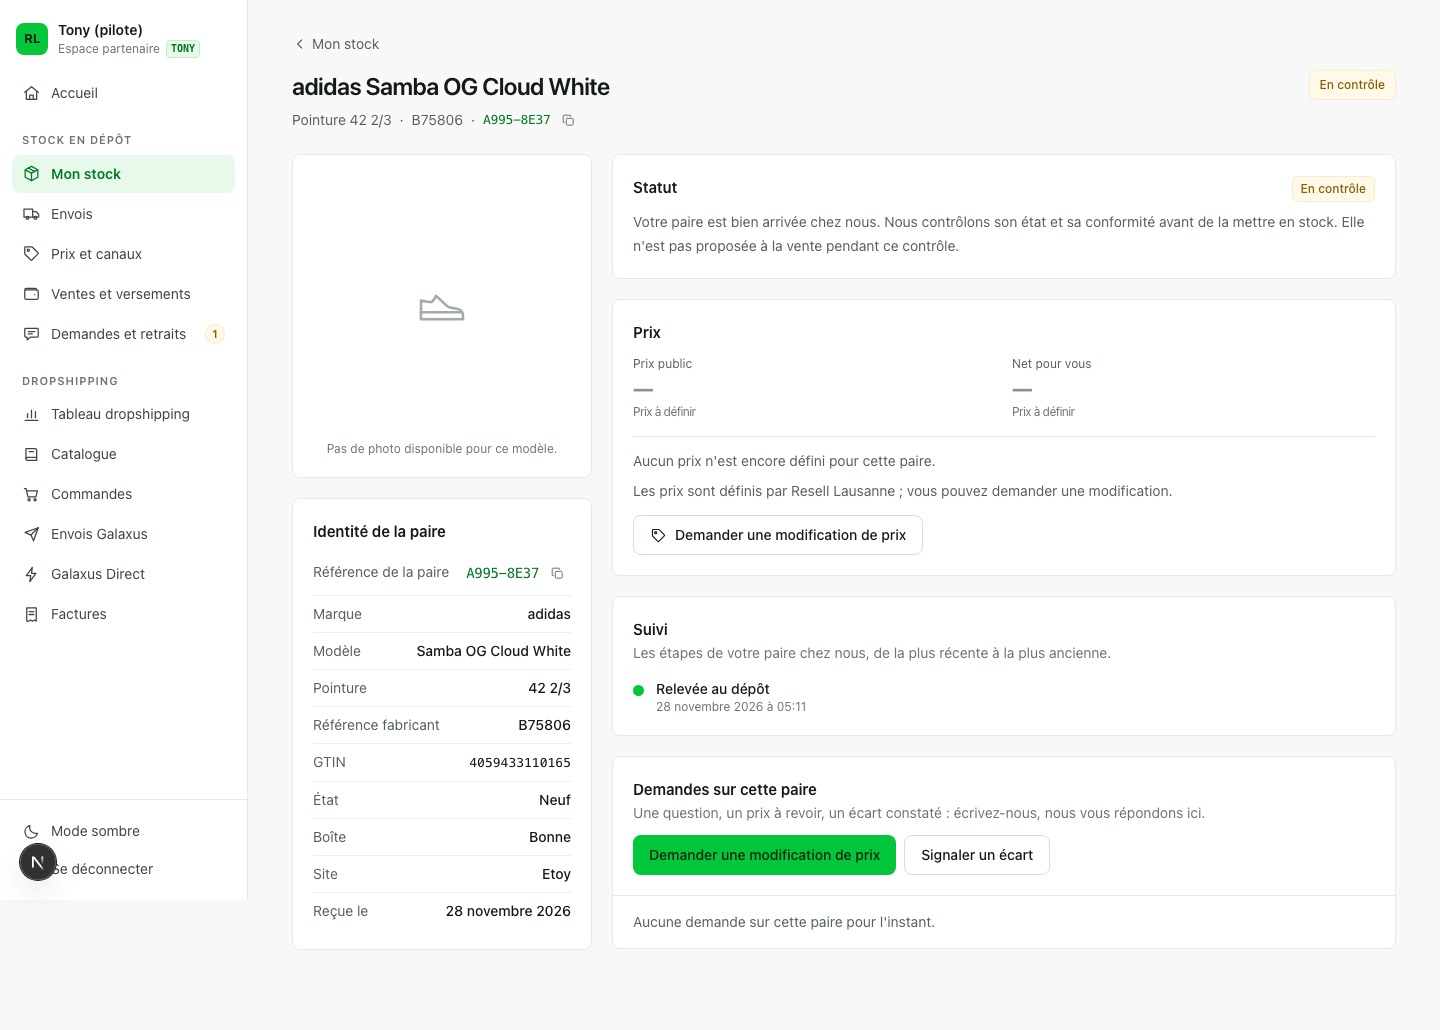 RL
Tony (pilote)
Espace partenaire TONY
Accueil
STOCK EN DÉPÔT
Mon stock
Envois
Prix et canaux
Ventes et versements
Demandes et retraits 1
DROPSHIPPING
Tableau dropshipping
Catalogue
Commandes
Envois Galaxus
Galaxus Direct
Factures
Mode sombre
N
Se déconnecter
Mon stock
adidas Samba OG Cloud White
En contrôle
Pointure 42 2/3 · B75806 · A995–8E37
Pas de photo disponible pour ce modèle.
Identité de la paire
Référence de la paire A995–8E37
Marque adidas
Modèle Samba OG Cloud White
Pointure 42 2/3
Référence fabricant B75806
GTIN 4059433110165
État Neuf
Boîte Bonne
Site Etoy
Reçue le 28 novembre 2026
Statut En contrôle
Votre paire est bien arrivée chez nous. Nous contrôlons son état et sa conformité avant de la mettre en stock. Elle
n'est pas proposée à la vente pendant ce contrôle.
Prix
Prix public Net pour vous
— —
Prix à définir Prix à définir
Aucun prix n'est encore défini pour cette paire.
Les prix sont définis par Resell Lausanne ; vous pouvez demander une modification.
Demander une modification de prix
Suivi
Les étapes de votre paire chez nous, de la plus récente à la plus ancienne.
Relevée au dépôt
28 novembre 2026 à 05:11
Demandes sur cette paire
Une question, un prix à revoir, un écart constaté : écrivez-nous, nous vous répondons ici.
Demander une modification de prix Signaler un écart
Aucune demande sur cette paire pour l'instant.